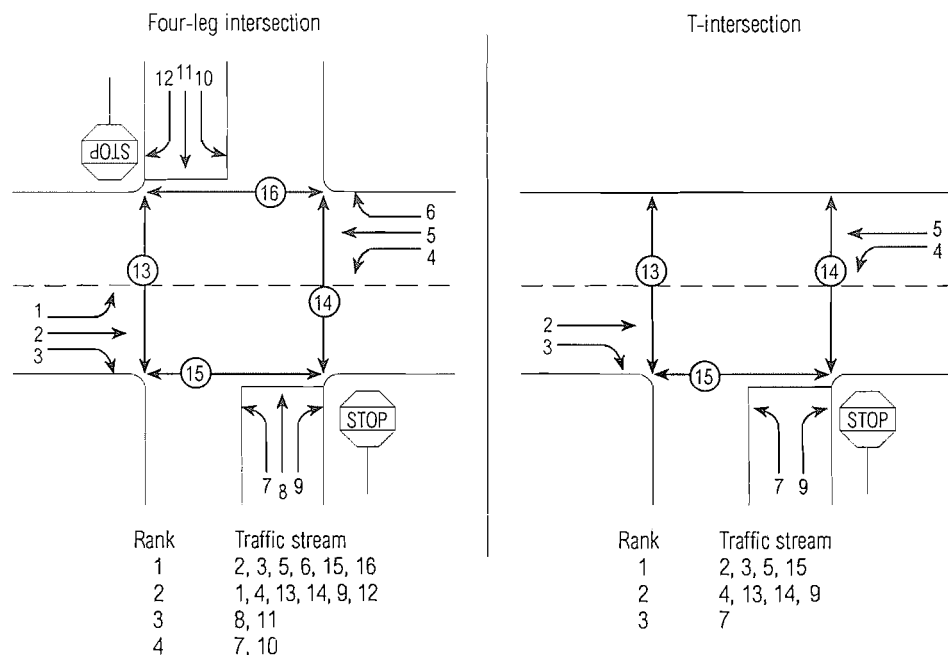 Four-leg intersection
12 11 10
STOP
16
6
5
4
13
14
1
2
3
15
STOP
7 8 9
Rank Traffic stream
1 2, 3, 5, 6, 15, 16
2 1, 4, 13, 14, 9, 12
3 8, 11
4 7, 10
T-intersection
5
4
13
14
2
3
15
STOP
7 9
Rank Traffic stream
1 2, 3, 5, 15
2 4, 13, 14, 9
3 7